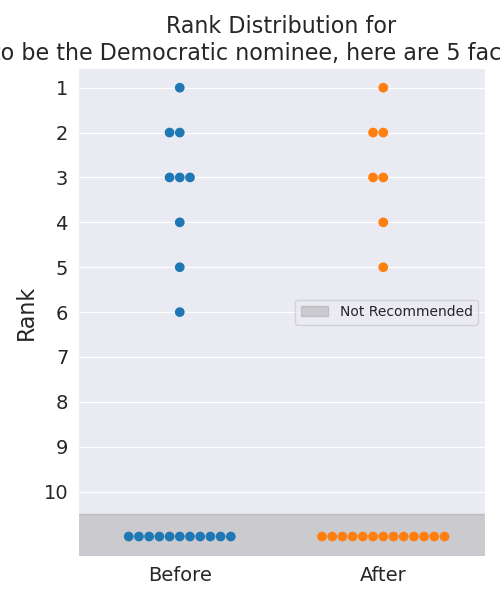 Rank Distribution for
o be the Democratic nominee, here are 5 fac
1
2
3
4
5
6
7
8
9
10
Rank
Not Recommended
Before
After